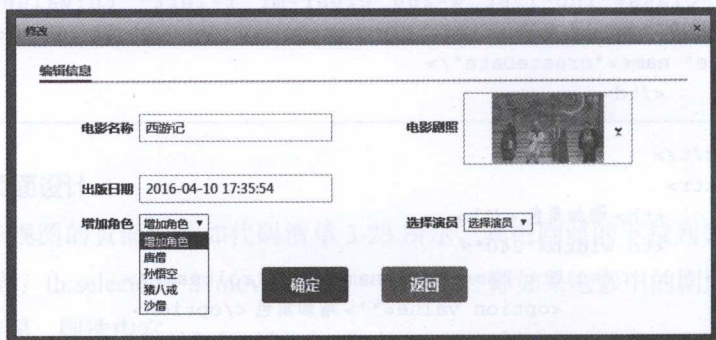 修改 ×
编辑信息
电影名称 西游记 电影剧照
出版日期 2016-04-10 17:35:54
增加角色 增加角色 选择演员 选择演员
增加角色
唐僧
孙悟空
猪八戒
沙僧
确定 返回